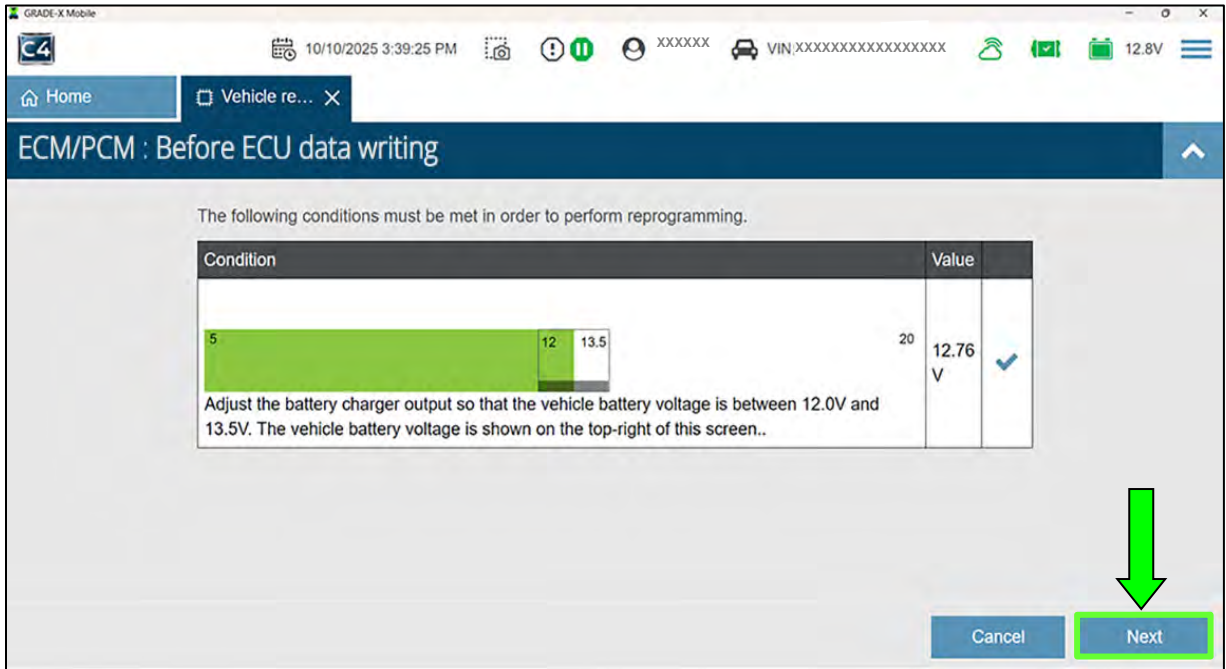 GRADE-X Mobile
C4 10/10/2025 3:39:25 PM XXXXXX VIN:XXXXXXXXXXXXXXXXX 12.8V
Home Vehicle re...
ECM/PCM : Before ECU data writing
The following conditions must be met in order to perform reprogramming.
Condition Value
5 12 13.5 20
12.76
V
Adjust the battery charger output so that the vehicle battery voltage is between 12.0V and
13.5V. The vehicle battery voltage is shown on the top-right of this screen..
Cancel Next